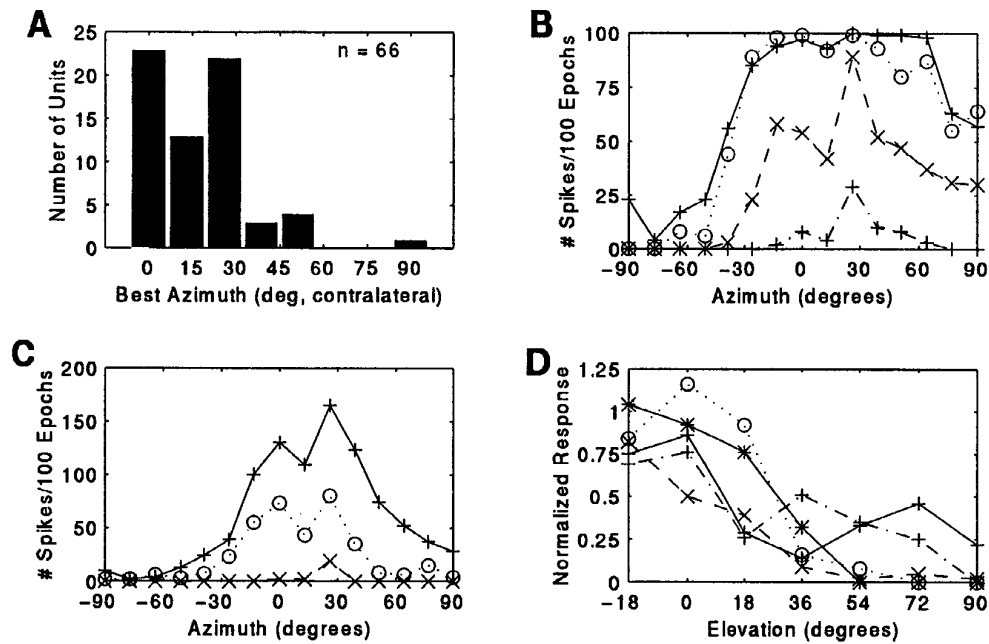 A
n = 66
Number of Units
25
20
15
10
5
0
0 15 30 45 60 75 90
Best Azimuth (deg, contralateral)
B
# Spikes/100 Epochs
100
75
50
25
0
−90 −60 −30 0 30 60 90
Azimuth (degrees)
C
# Spikes/100 Epochs
200
150
100
50
0
−90 −60 −30 0 30 60 90
Azimuth (degrees)
D
Normalized Response
1.25
1
0.75
0.5
0.25
0
−18 0 18 36 54 72 90
Elevation (degrees)